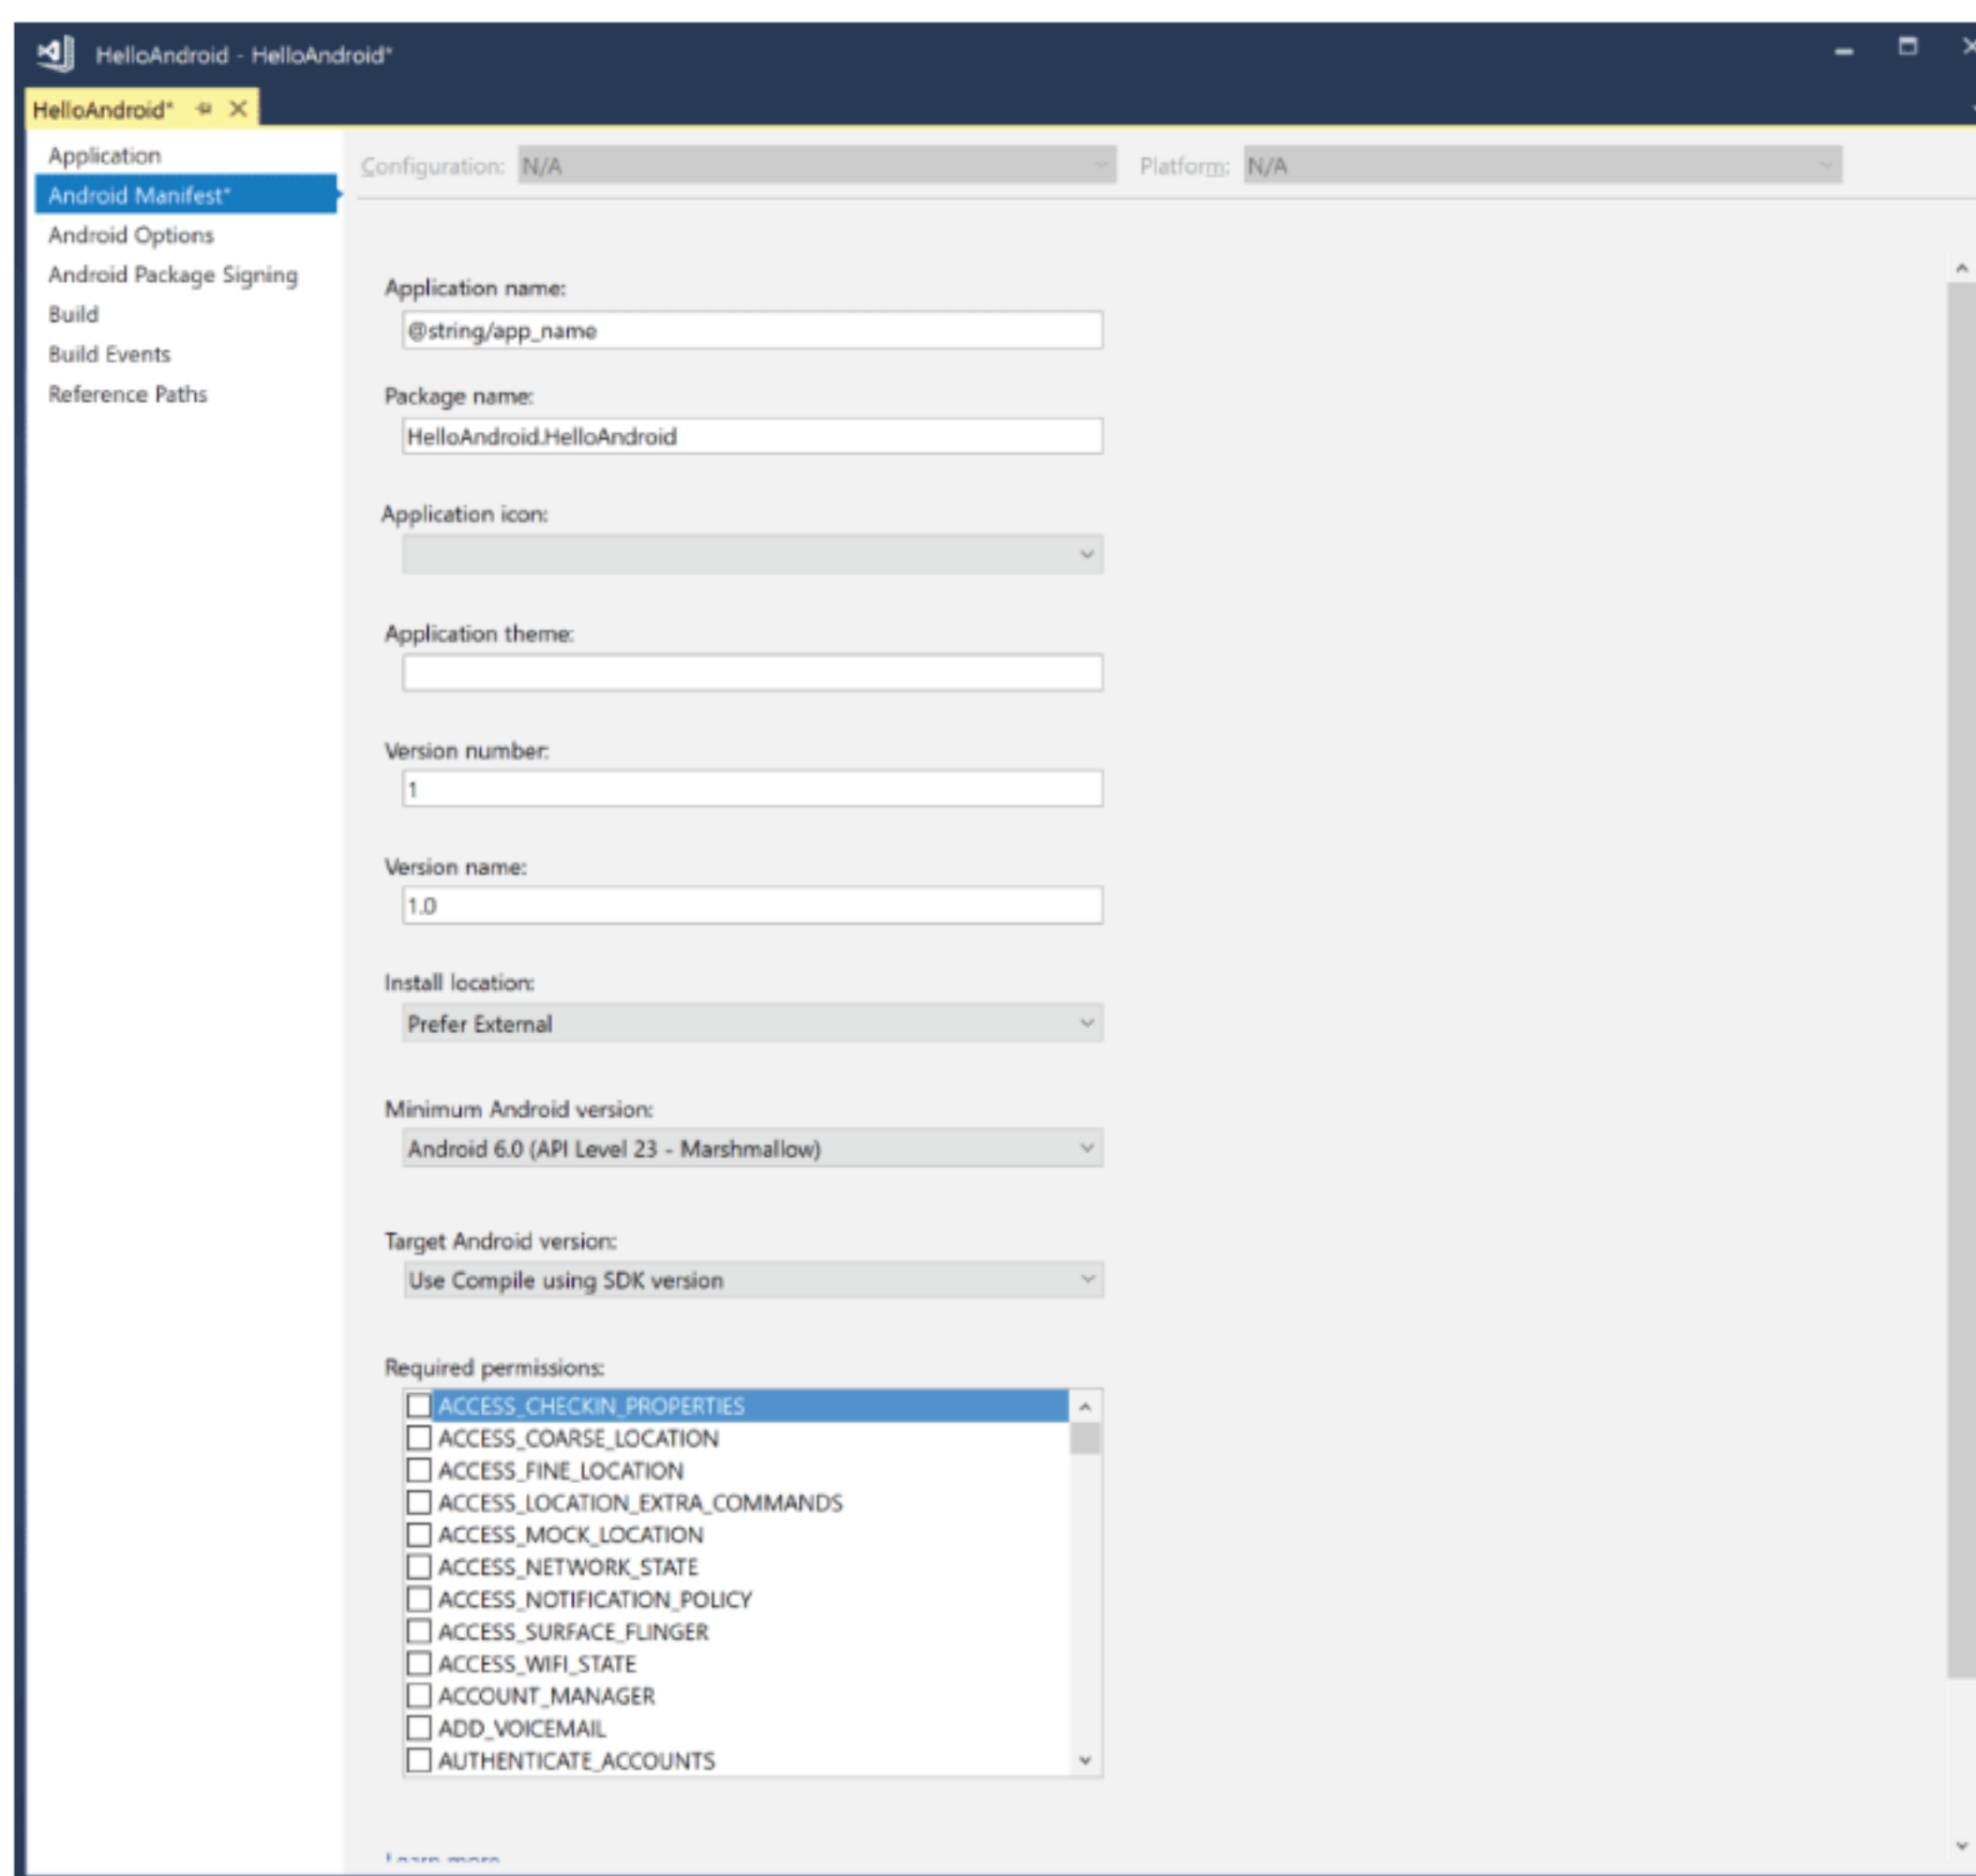 HelloAndroid - HelloAndroid*
HelloAndroid*
Application
Android Manifest*
Android Options
Android Package Signing
Build
Build Events
Reference Paths
Configuration: N/A Platform: N/A
Application name:
@string/app_name
Package name:
HelloAndroid.HelloAndroid
Application icon:
Application theme:
Version number:
1
Version name:
1.0
Install location:
Prefer External
Minimum Android version:
Android 6.0 (API Level 23 - Marshmallow)
Target Android version:
Use Compile using SDK version
Required permissions:
ACCESS_CHECKIN_PROPERTIES
ACCESS_COARSE_LOCATION
ACCESS_FINE_LOCATION
ACCESS_LOCATION_EXTRA_COMMANDS
ACCESS_MOCK_LOCATION
ACCESS_NETWORK_STATE
ACCESS_NOTIFICATION_POLICY
ACCESS_SURFACE_FLINGER
ACCESS_WIFI_STATE
ACCOUNT_MANAGER
ADD_VOICEMAIL
AUTHENTICATE_ACCOUNTS
Learn more